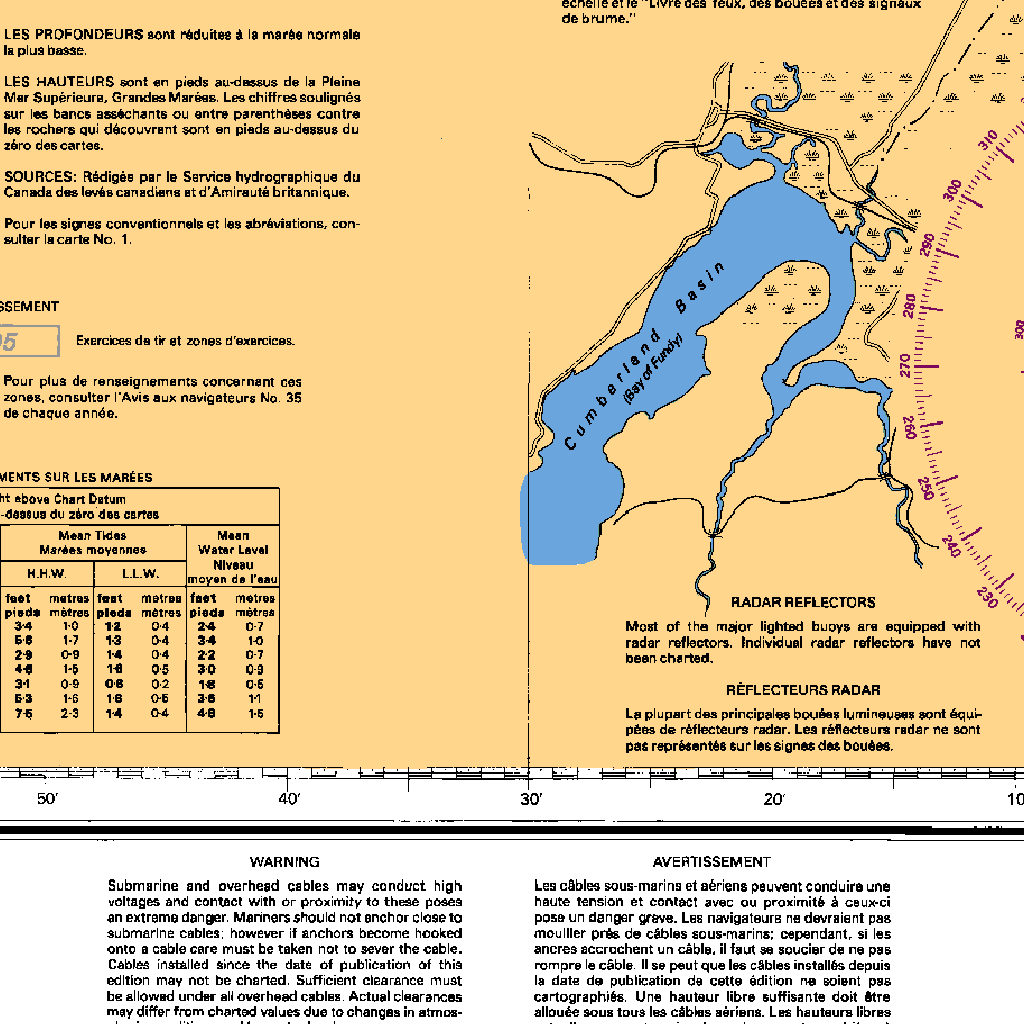 échelle et le "Livre des feux, des bouées et des signaux
de brume."
LES PROFONDEURS sont réduites à la marée normale
la plus basse.
LES HAUTEURS sont en pieds au-dessus de la Pleine
Mer Supérieure, Grandes Marées. Les chiffres soulignés
sur les bancs asséchants ou entre parenthèses contre
les rochers qui découvrent sont en pieds au-dessus du
zéro des cartes.
SOURCES: Rédigés par le Service hydrographique du
Canada des levés canadiens et d'Amirauté britannique.
Pour les signes conventionnels et les abréviations, con-
sulter la carte No. 1.
SSEMENT
05
Exercices de tir et zones d'exercices.
Pour plus de renseignements concernant ces
zones, consulter l'Avis aux navigateurs No. 35
de chaque année.
MENTS SUR LES MARÉES
ht above Chart Datum
-dessus du zéro des cartes
Mean Tides
Marées moyennes
Mean
Water Level
Niveau
moyen de l'eau
H.H.W. L.L.W.
feet metres feet metres feet metres
pieds mètres pieds mètres pieds mètres
3·4 1·0 1·2 0·4 2·4 0·7
5·6 1·7 1·3 0·4 3·4 1·0
2·9 0·9 1·4 0·4 2·2 0·7
4·8 1·5 1·6 0·5 3·0 0·9
3·1 0·9 0·8 0·2 1·8 0·5
5·3 1·6 1·6 0·5 3·6 1·1
7·5 2·3 1·4 0·4 4·8 1·5
Cumberland Basin
(Bay of Fundy)
310
300
290
280
270
260
250
240
230
RADAR REFLECTORS
Most of the major lighted buoys are equipped with
radar reflectors. Individual radar reflectors have not
been charted.
RÉFLECTEURS RADAR
La plupart des principales bouées lumineuses sont équi-
pées de réflecteurs radar. Les réflecteurs radar ne sont
pas représentés sur les signes des bouées.
50′ 40′ 30′ 20′ 10
WARNING
Submarine and overhead cables may conduct high
voltages and contact with or proximity to these poses
an extreme danger. Mariners should not anchor close to
submarine cables; however if anchors become hooked
onto a cable care must be taken not to sever the cable.
Cables installed since the date of publication of this
edition may not be charted. Sufficient clearance must
be allowed under all overhead cables. Actual clearances
may differ from charted values due to changes in atmos-
AVERTISSEMENT
Les câbles sous-marins et aériens peuvent conduire une
haute tension et contact avec ou proximité à ceux-ci
pose un danger grave. Les navigateurs ne devraient pas
mouiller près de câbles sous-marins; cependant, si les
ancres accrochent un câble, il faut se soucier de ne pas
rompre le câble. Il se peut que les câbles installés depuis
la date de publication de cette édition ne soient pas
cartographiés. Une hauteur libre suffisante doit être
allouée sous tous les câbles aériens. Les hauteurs libres